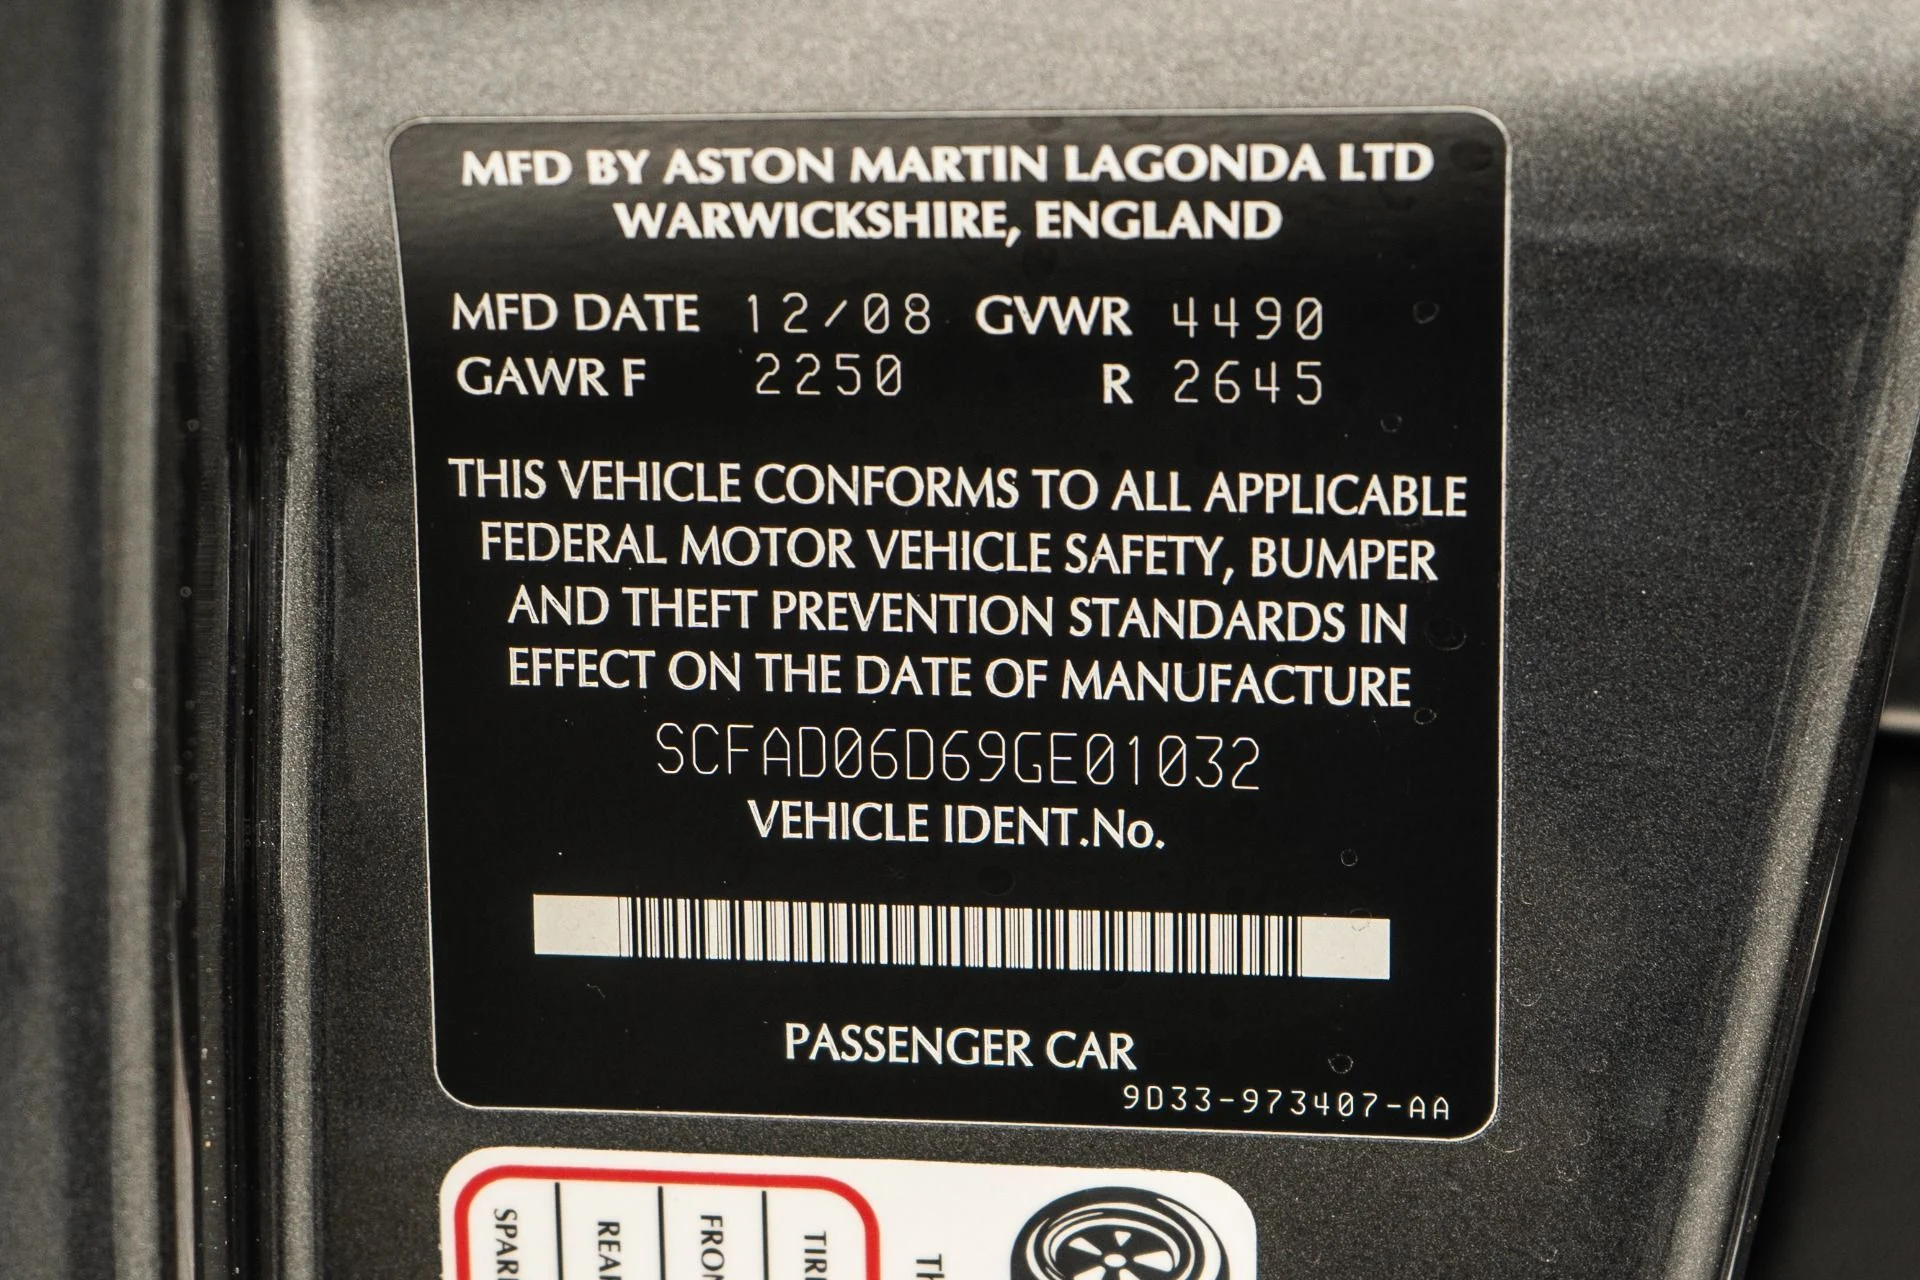 MFD BY ASTON MARTIN LAGONDA LTD
WARWICKSHIRE, ENGLAND
MFD DATE 12/08 GVWR 4490
GAWR F 2250 R 2645
THIS VEHICLE CONFORMS TO ALL APPLICABLE
FEDERAL MOTOR VEHICLE SAFETY, BUMPER
AND THEFT PREVENTION STANDARDS IN
EFFECT ON THE DATE OF MANUFACTURE
SCFAD06D69GE01032
VEHICLE IDENT.No.
PASSENGER CAR
9D33-973407-AA